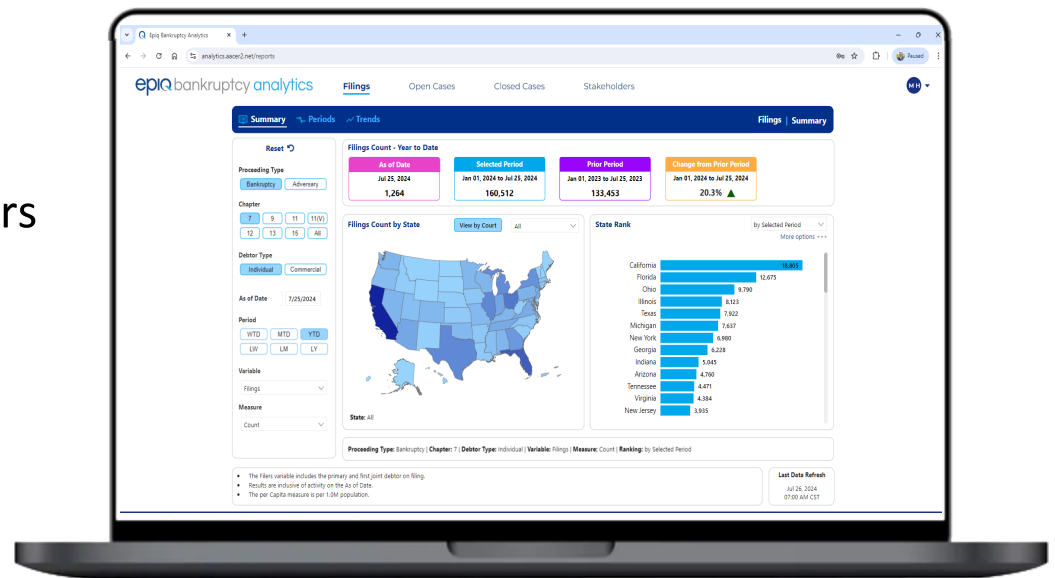 rs
Epiq Bankruptcy Analytics
analytics.aacer2.net/reports
Paused
epiq bankruptcy analytics
Filings
Open Cases
Closed Cases
Stakeholders
MH
Summary
Periods
Trends
Filings | Summary
Reset
Proceeding Type
Bankruptcy
Adversary
Chapter
7
9
11
11(V)
12
13
15
All
Debtor Type
Individual
Commercial
As of Date
7/25/2024
Period
WTD
MTD
YTD
LW
LM
LY
Variable
Filings
Measure
Count
Filings Count - Year to Date
As of Date
Jul 25, 2024
1,264
Selected Period
Jan 01, 2024 to Jul 25, 2024
160,512
Prior Period
Jan 01, 2023 to Jul 25, 2023
133,453
Change from Prior Period
Jan 01, 2024 to Jul 25, 2024
20.3%
Filings Count by State
View by Court
All
State: All
State Rank
by Selected Period
More options
California 18,805
Florida 12,675
Ohio 9,790
Illinois 8,123
Texas 7,922
Michigan 7,637
New York 6,980
Georgia 6,228
Indiana 5,045
Arizona 4,760
Tennessee 4,471
Virginia 4,384
New Jersey 3,935
Proceeding Type: Bankruptcy | Chapter: 7 | Debtor Type: Individual | Variable: Filings | Measure: Count | Ranking: by Selected Period
• The Filers variable includes the primary and first joint debtor on filing.
• Results are inclusive of activity on the As of Date.
• The per Capita measure is per 1.0M population.
Last Data Refresh
Jul 26, 2024
07:00 AM CST